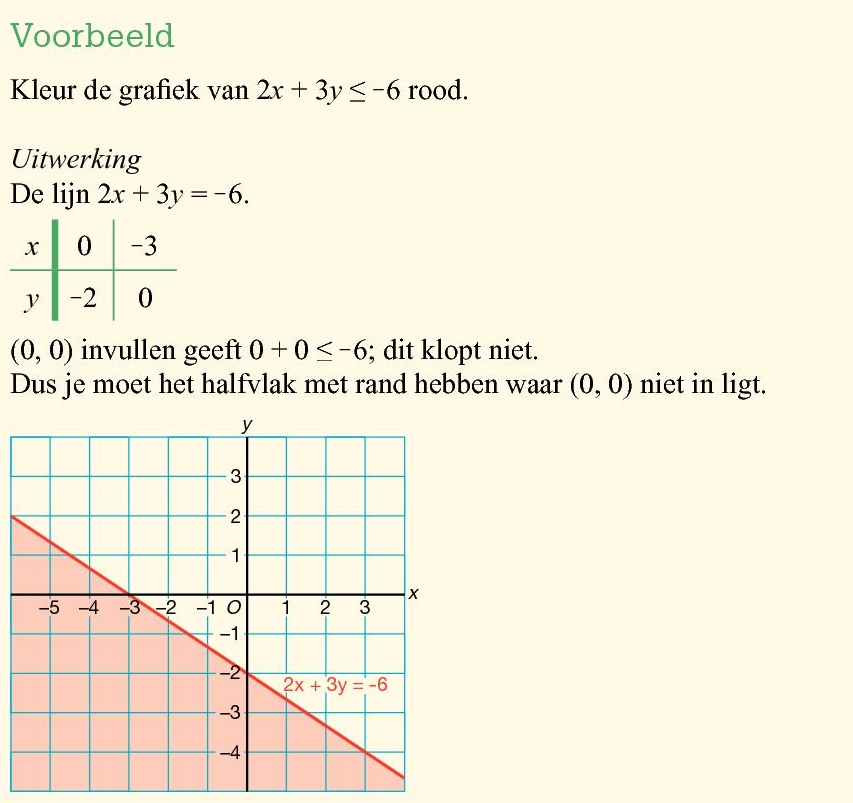 Voorbeeld
Kleur de grafiek van 2x + 3y ≤ -6 rood.
Uitwerking
De lijn 2x + 3y = -6.
x 0 -3
y -2 0
(0, 0) invullen geeft 0 + 0 ≤ -6; dit klopt niet.
Dus je moet het halfvlak met rand hebben waar (0, 0) niet in ligt.
y
3
2
1
x
-5 -4 -3 -2 -1 O 1 2 3
-1
-2
2x + 3y = -6
-3
-4